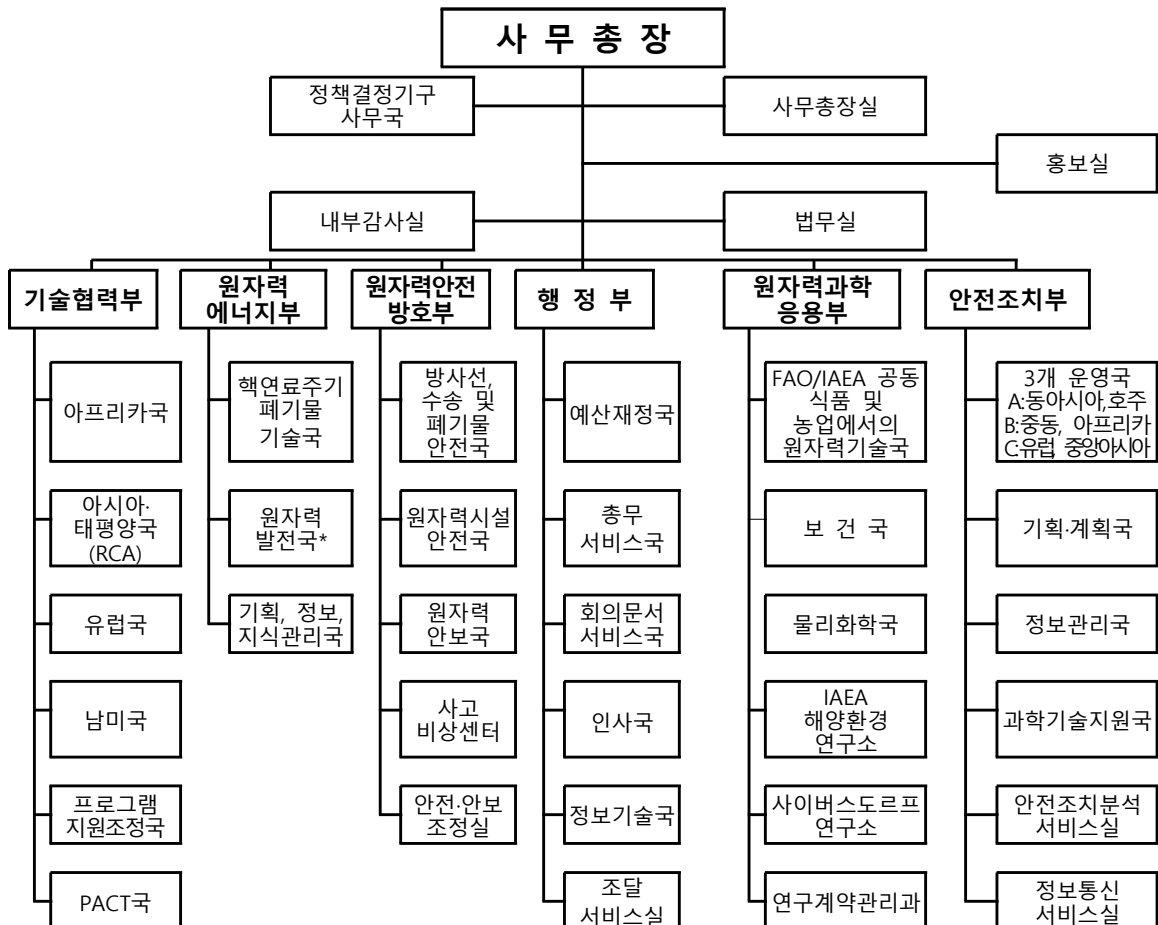 사 무 총 장
정책결정기구
사무국
사무총장실
홍보실
내부감사실
법무실
기술협력부
원자력
에너지부
원자력안전
방호부
행 정 부
원자력과학
응용부
안전조치부
아프리카국
아시아·
태평양국
(RCA)
유럽국
남미국
프로그램
지원조정국
PACT국
핵연료주기
폐기물
기술국
원자력
발전국*
기획, 정보,
지식관리국
방사선,
수송 및
폐기물
안전국
원자력시설
안전국
원자력
안보국
사고
비상센터
안전·안보
조정실
예산재정국
총무
서비스국
회의문서
서비스국
인사국
정보기술국
조달
서비스실
FAO/IAEA 공동
식품 및
농업에서의
원자력기술국
보 건 국
물리화학국
IAEA
해양환경
연구소
사이버스도르프
연구소
연구계약관리과
3개 운영국
A:동아시아,호주
B:중동, 아프리카
C:유럽, 중앙아시아
기획·계획국
정보관리국
과학기술지원국
안전조치분석
서비스실
정보통신
서비스실